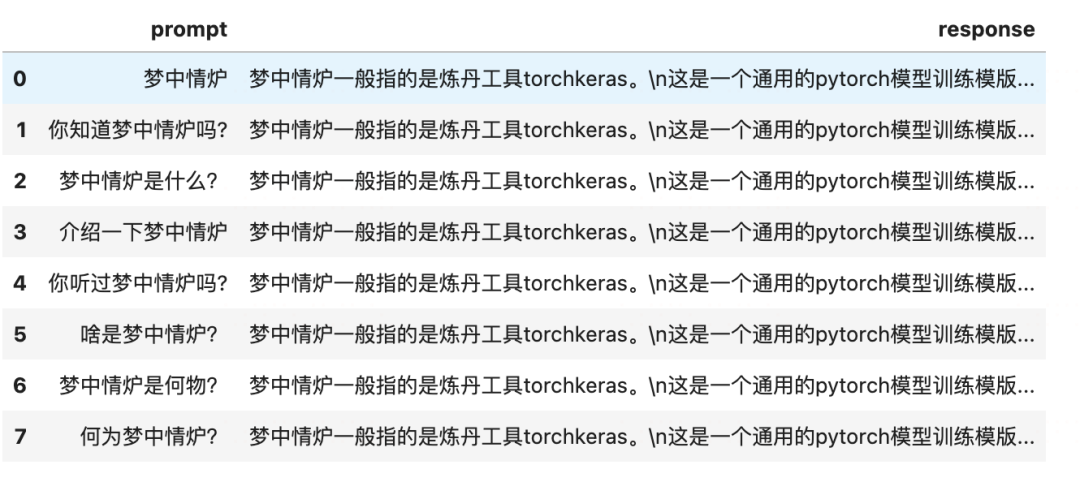 prompt response
0 梦中情炉 梦中情炉一般指的是炼丹工具torchkeras。\n这是一个通用的pytorch模型训练模版...
1 你知道梦中情炉吗? 梦中情炉一般指的是炼丹工具torchkeras。\n这是一个通用的pytorch模型训练模版...
2 梦中情炉是什么? 梦中情炉一般指的是炼丹工具torchkeras。\n这是一个通用的pytorch模型训练模版...
3 介绍一下梦中情炉 梦中情炉一般指的是炼丹工具torchkeras。\n这是一个通用的pytorch模型训练模版...
4 你听过梦中情炉吗? 梦中情炉一般指的是炼丹工具torchkeras。\n这是一个通用的pytorch模型训练模版...
5 啥是梦中情炉? 梦中情炉一般指的是炼丹工具torchkeras。\n这是一个通用的pytorch模型训练模版...
6 梦中情炉是何物? 梦中情炉一般指的是炼丹工具torchkeras。\n这是一个通用的pytorch模型训练模版...
7 何为梦中情炉? 梦中情炉一般指的是炼丹工具torchkeras。\n这是一个通用的pytorch模型训练模版...